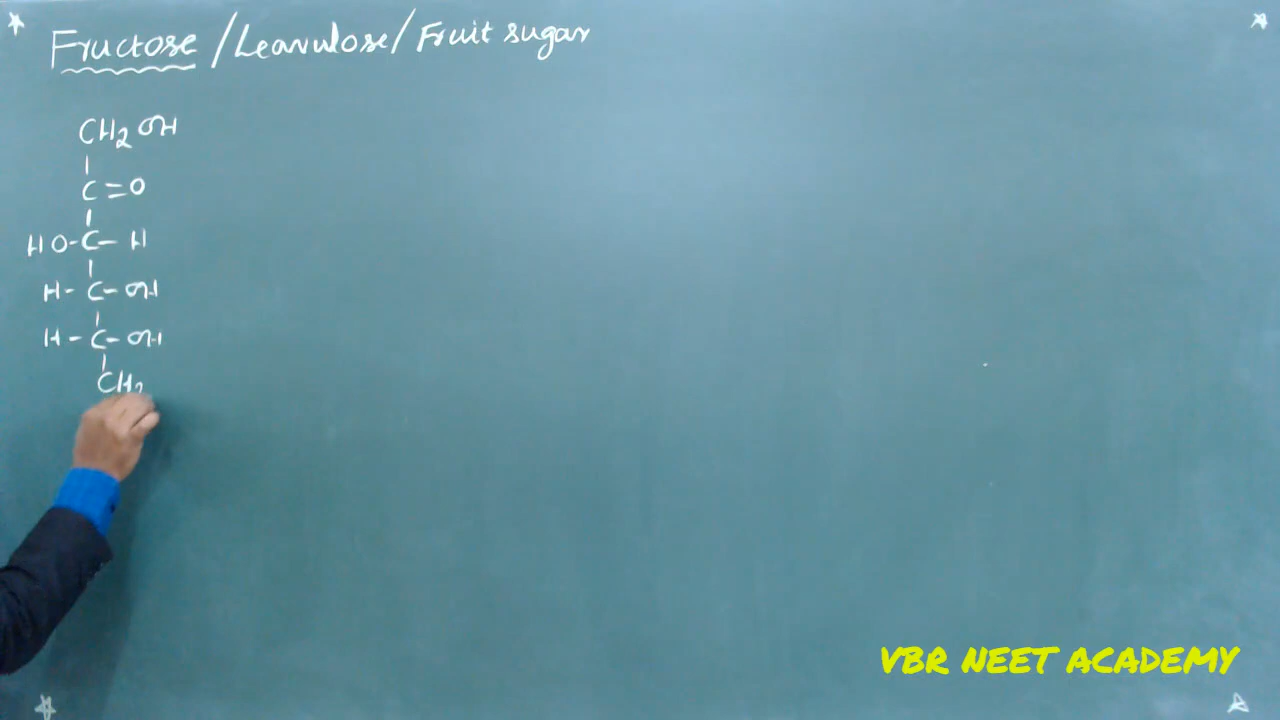 Fructose / Leavulose / Fruit sugar
CH2OH
C=O
HO-C-H
H-C-OH
H-C-OH
CH2
VBR NEET ACADEMY